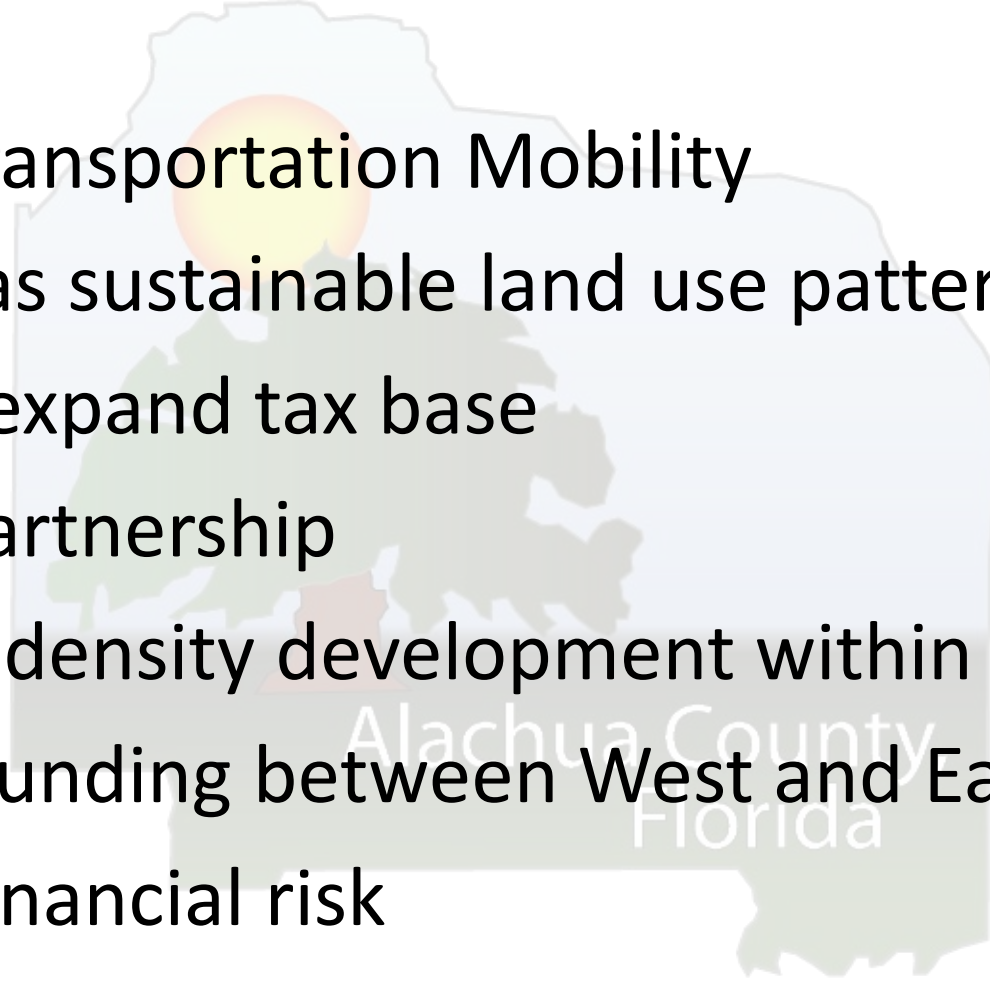 ansportation Mobility
as sustainable land use patter
expand tax base
artnership
density development within
unding between West and Ea
Alachua County
Florida
nancial risk